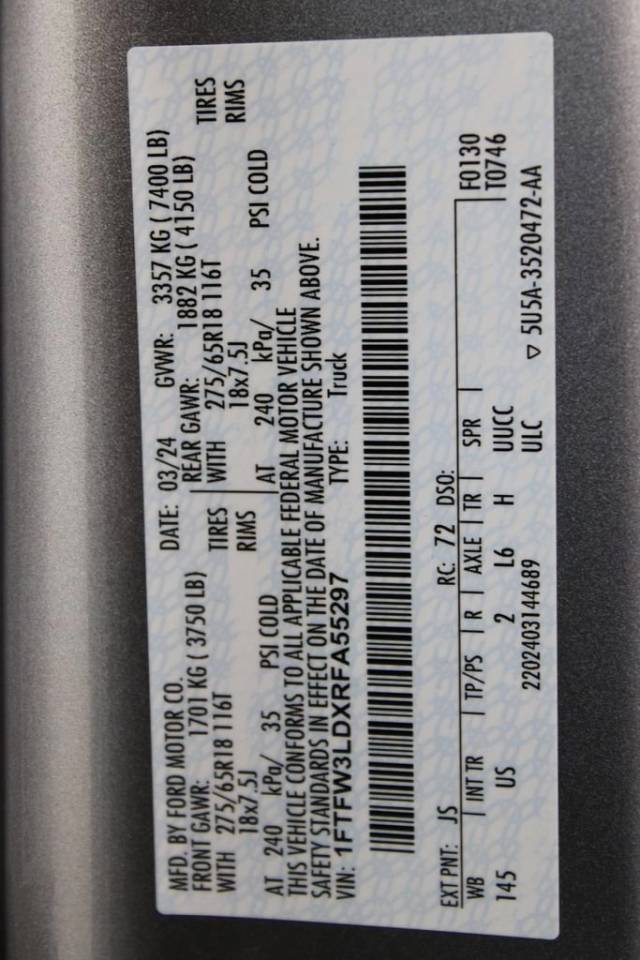 MFD. BY FORD MOTOR CO.
DATE: 03/24 GVWR: 3357 KG ( 7400 LB)
FRONT GAWR: 1701 KG ( 3750 LB)
REAR GAWR: 1882 KG ( 4150 LB)
WITH 275/65R18 116T TIRES
WITH 275/65R18 116T TIRES
18x7.5J RIMS
18x7.5J RIMS
AT 240 kPa/ 35 PSI COLD
AT 240 kPa/ 35 PSI COLD
THIS VEHICLE CONFORMS TO ALL APPLICABLE FEDERAL MOTOR VEHICLE
SAFETY STANDARDS IN EFFECT ON THE DATE OF MANUFACTURE SHOWN ABOVE.
VIN: 1FTFW3LDXRFA55297 TYPE: Truck
EXT PNT: JS RC: 72 DSO: F0130
WB INT TR TP/PS R AXLE TR SPR T0746
145 US 2 L6 H UUCC
2202403144689 ULC ▽ 5U5A-3520472-AA